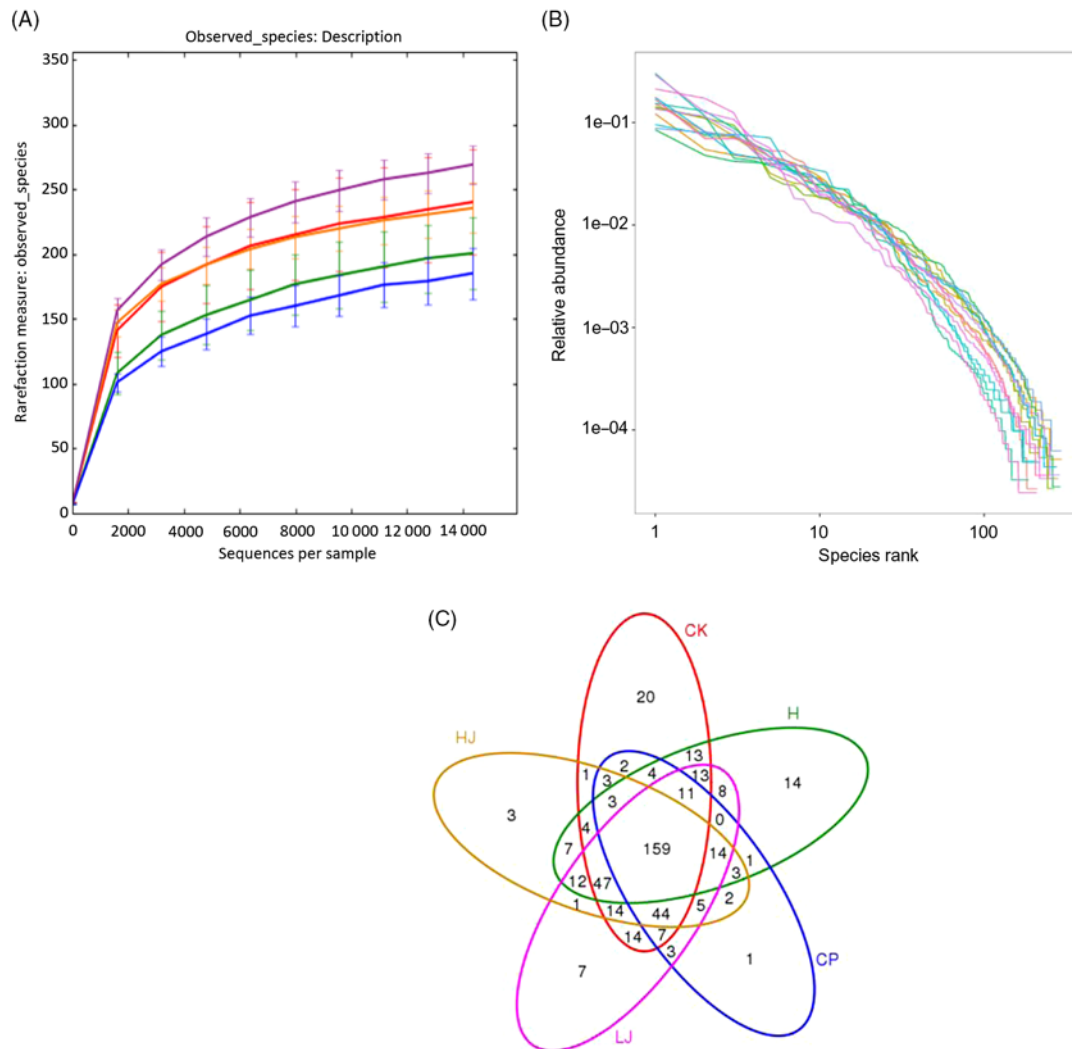 (A)
Observed_species: Description
Rarefaction measure: observed_species
350
300
250
200
150
100
50
0
0 2000 4000 6000 8000 10 000 12 000 14 000
Sequences per sample
(B)
Relative abundance
1e−01
1e−02
1e−03
1e−04
1 10 100
Species rank
(C)
CK
20
H
HJ
13
2
4
13
1
3
11
8
14
3
3
0
4
159
7
14
1
3
12
47
2
1
14
44
5
14
7
3
7
1
CP
LJ